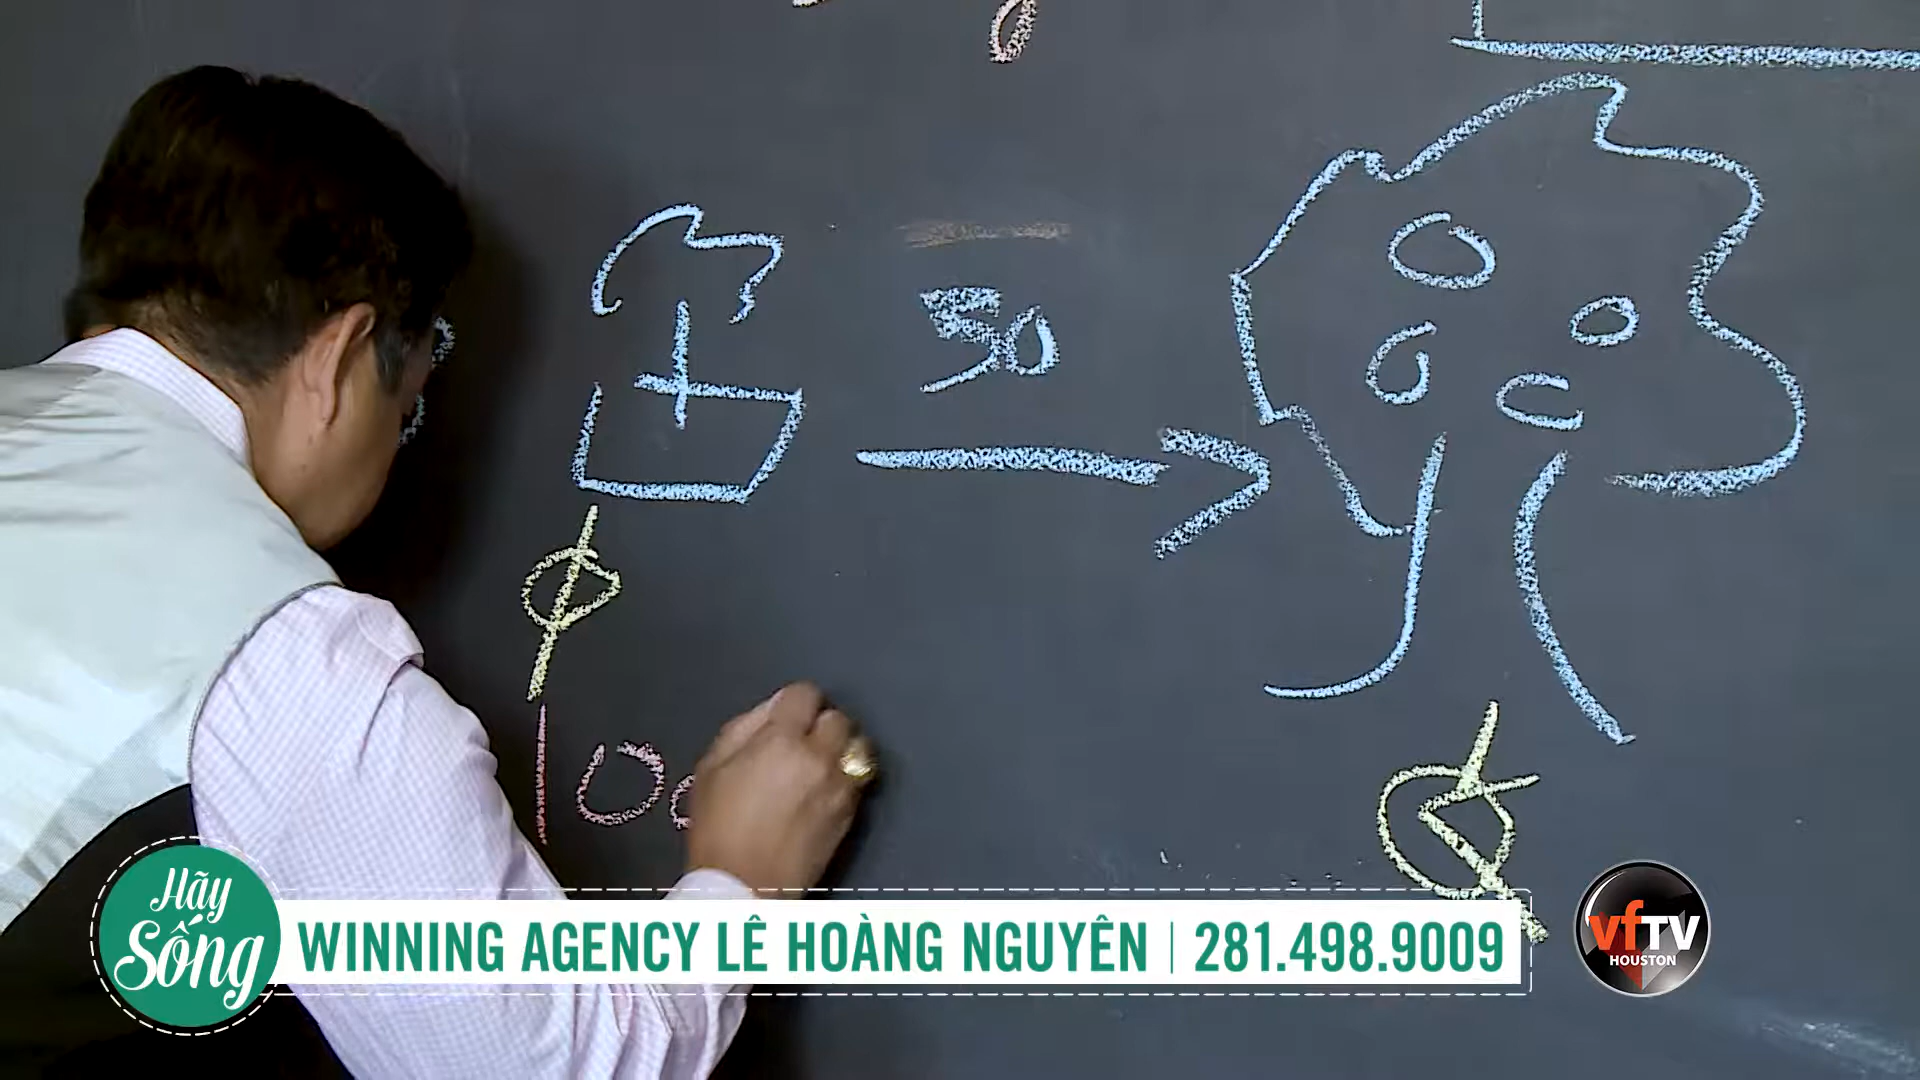 50
100
Hãy Sống
WINNING AGENCY LÊ HOÀNG NGUYÊN | 281.498.9009
vfTV
HOUSTON